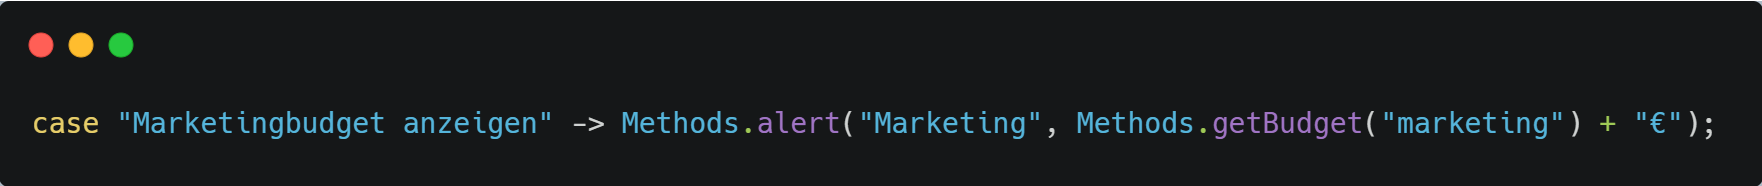 case "Marketingbudget anzeigen" -> Methods.alert("Marketing", Methods.getBudget("marketing") + "€");